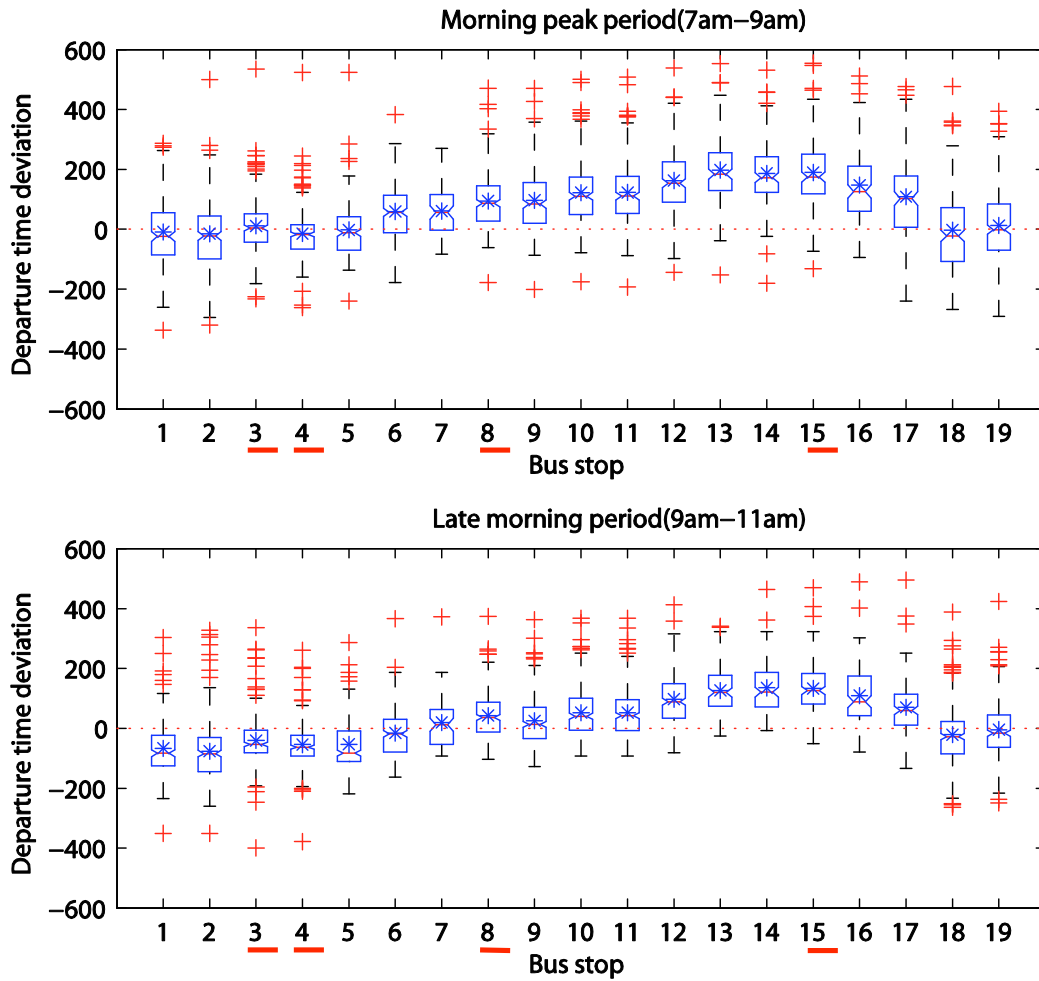 Morning peak period(7am−9am)
600
400
200
0
−200
−400
−600
Departure time deviation
1 2 3 4 5 6 7 8 9 10 11 12 13 14 15 16 17 18 19
Bus stop
Late morning period(9am−11am)
600
400
200
0
−200
−400
−600
Departure time deviation
1 2 3 4 5 6 7 8 9 10 11 12 13 14 15 16 17 18 19
Bus stop